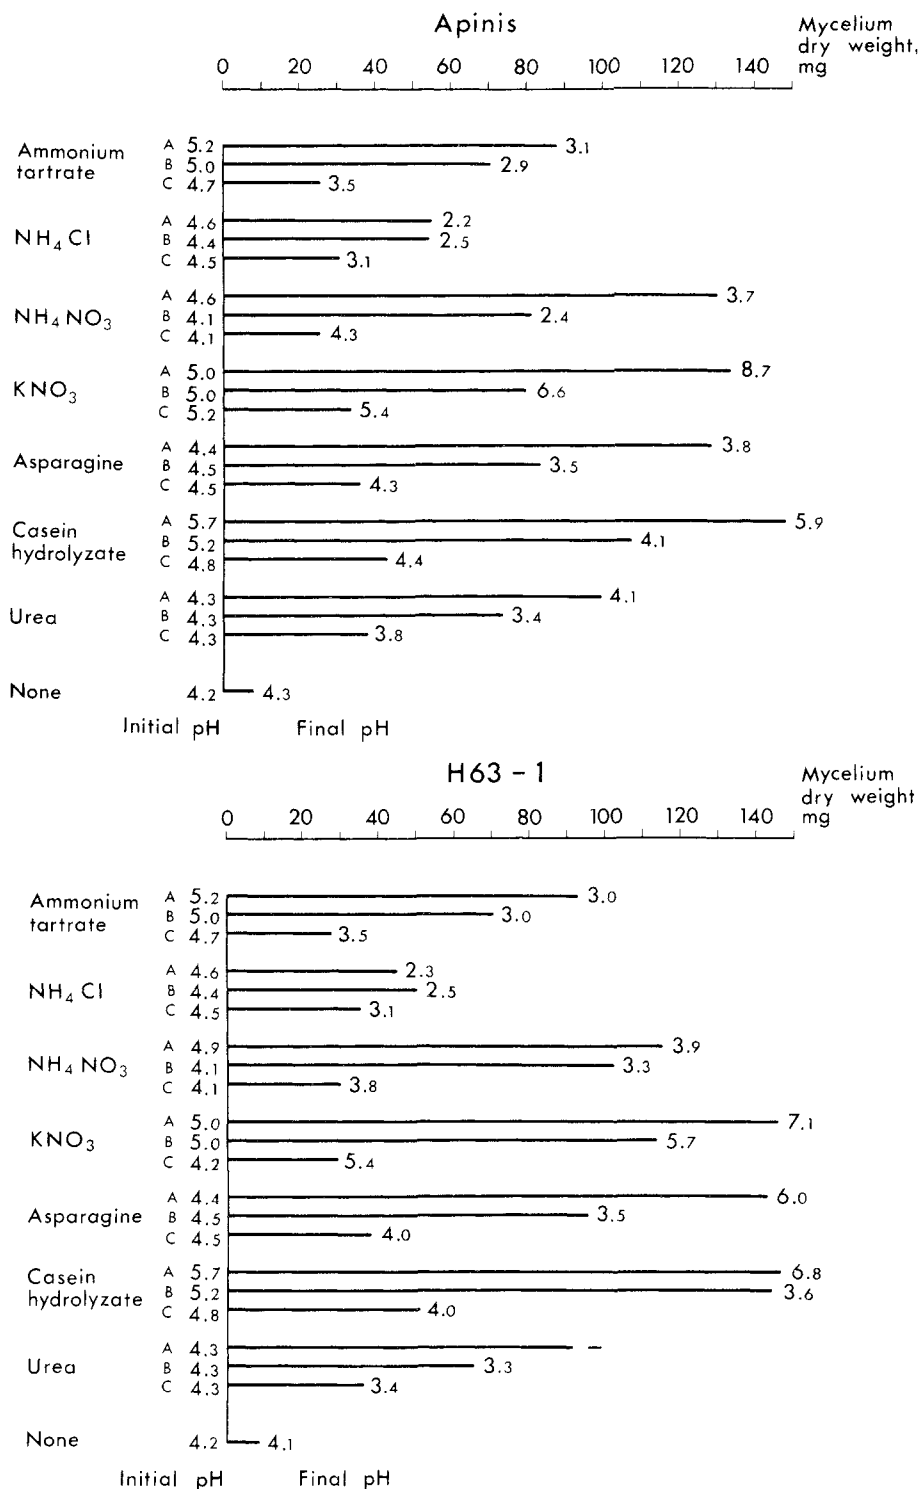 Apinis
Mycelium
dry weight,
mg
0 20 40 60 80 100 120 140
Ammonium
tartrate
A 5.2 3.1
B 5.0 2.9
C 4.7 3.5
NH₄Cl
A 4.6 2.2
B 4.4 2.5
C 4.5 3.1
NH₄NO₃
A 4.6 3.7
B 4.1 2.4
C 4.1 4.3
KNO₃
A 5.0 8.7
B 5.0 6.6
C 5.2 5.4
Asparagine
A 4.4 3.8
B 4.5 3.5
C 4.5 4.3
Casein
hydrolyzate
A 5.7 5.9
B 5.2 4.1
C 4.8 4.4
Urea
A 4.3 4.1
B 4.3 3.4
C 4.3 3.8
None 4.2 4.3
Initial pH Final pH
H63 – 1
Mycelium
dry weight
mg
0 20 40 60 80 100 120 140
Ammonium
tartrate
A 5.2 3.0
B 5.0 3.0
C 4.7 3.5
NH₄Cl
A 4.6 2.3
B 4.4 2.5
C 4.5 3.1
NH₄NO₃
A 4.9 3.9
B 4.1 3.3
C 4.1 3.8
KNO₃
A 5.0 7.1
B 5.0 5.7
C 4.2 5.4
Asparagine
A 4.4 6.0
B 4.5 3.5
C 4.5 4.0
Casein
hydrolyzate
A 5.7 6.8
B 5.2 3.6
C 4.8 4.0
Urea
A 4.3 –
B 4.3 3.3
C 4.3 3.4
None 4.2 4.1
Initial pH Final pH